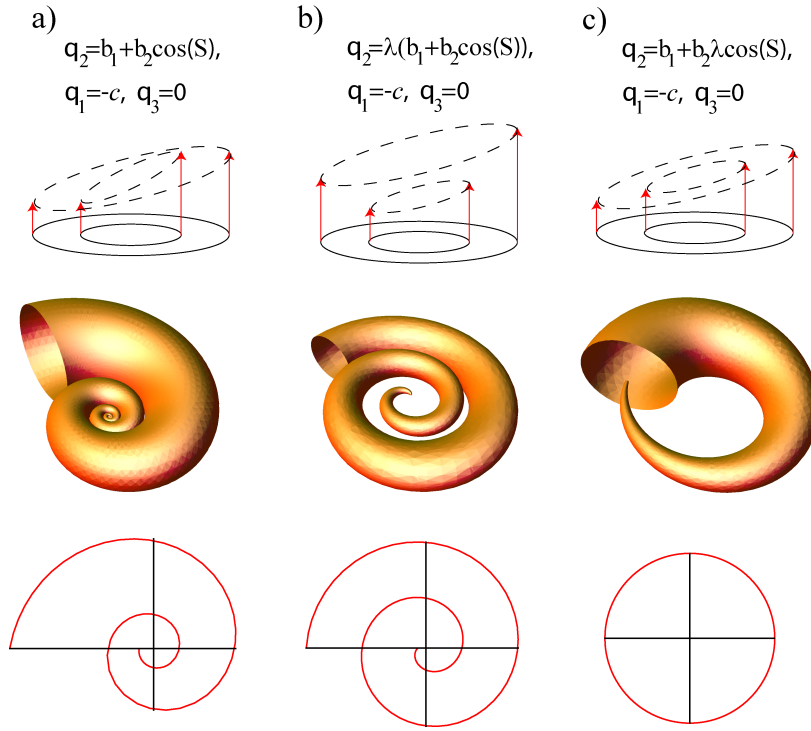 a)
q₂=b₁+b₂cos(S),
q₁=-c, q₃=0
b)
q₂=λ(b₁+b₂cos(S)),
q₁=-c, q₃=0
c)
q₂=b₁+b₂λcos(S),
q₁=-c, q₃=0